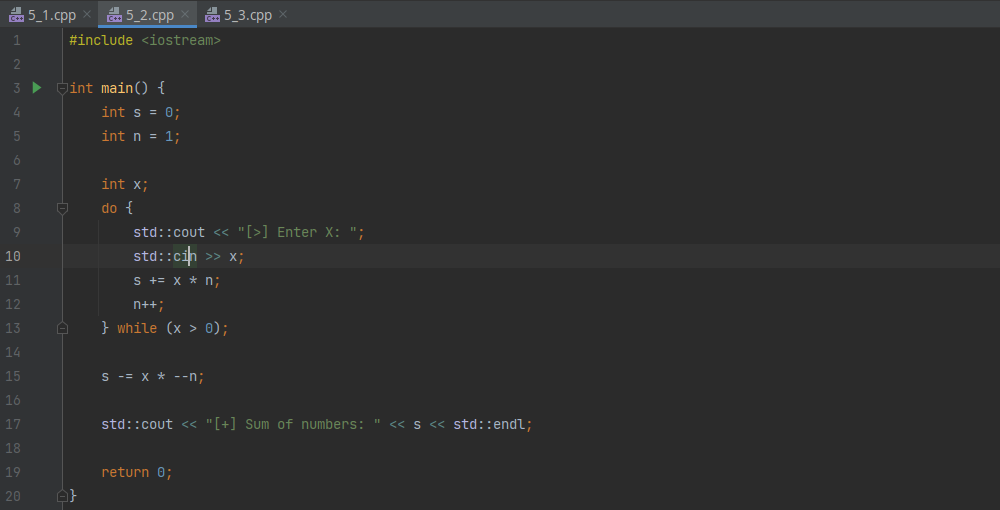 5_1.cpp 5_2.cpp 5_3.cpp
1 #include <iostream>
2
3 int main() {
4 int s = 0;
5 int n = 1;
6
7 int x;
8 do {
9 std::cout << "[>] Enter X: ";
10 std::cin >> x;
11 s += x * n;
12 n++;
13 } while (x > 0);
14
15 s -= x * --n;
16
17 std::cout << "[+] Sum of numbers: " << s << std::endl;
18
19 return 0;
20 }